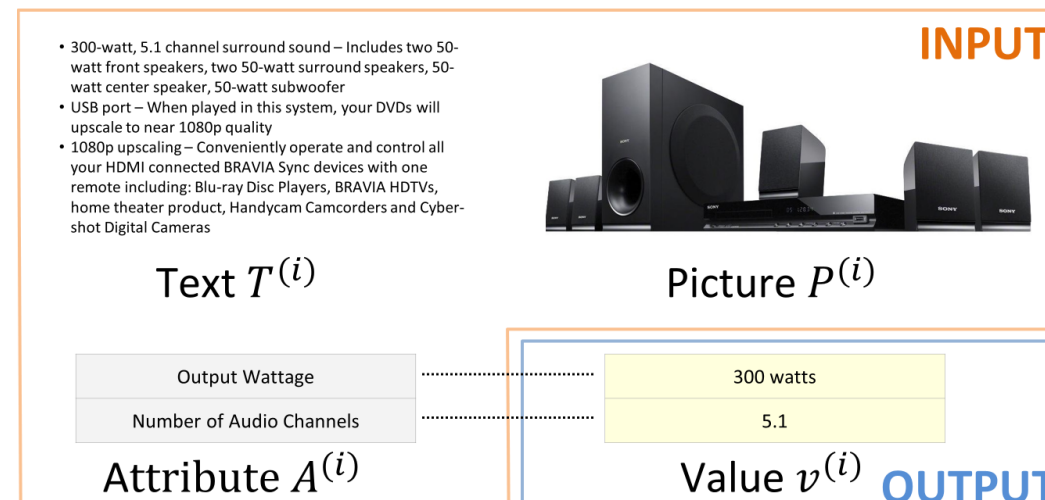 INPUT
• 300-watt, 5.1 channel surround sound – Includes two 50-
watt front speakers, two 50-watt surround speakers, 50-
watt center speaker, 50-watt subwoofer
• USB port – When played in this system, your DVDs will
upscale to near 1080p quality
• 1080p upscaling – Conveniently operate and control all
your HDMI connected BRAVIA Sync devices with one
remote including: Blu-ray Disc Players, BRAVIA HDTVs,
home theater product, Handycam Camcorders and Cyber-
shot Digital Cameras
SONY
SONY
SONY
Text T^(i)
Picture P^(i)
Output Wattage 300 watts
Number of Audio Channels 5.1
Attribute A^(i)
Value v^(i)
OUTPUT